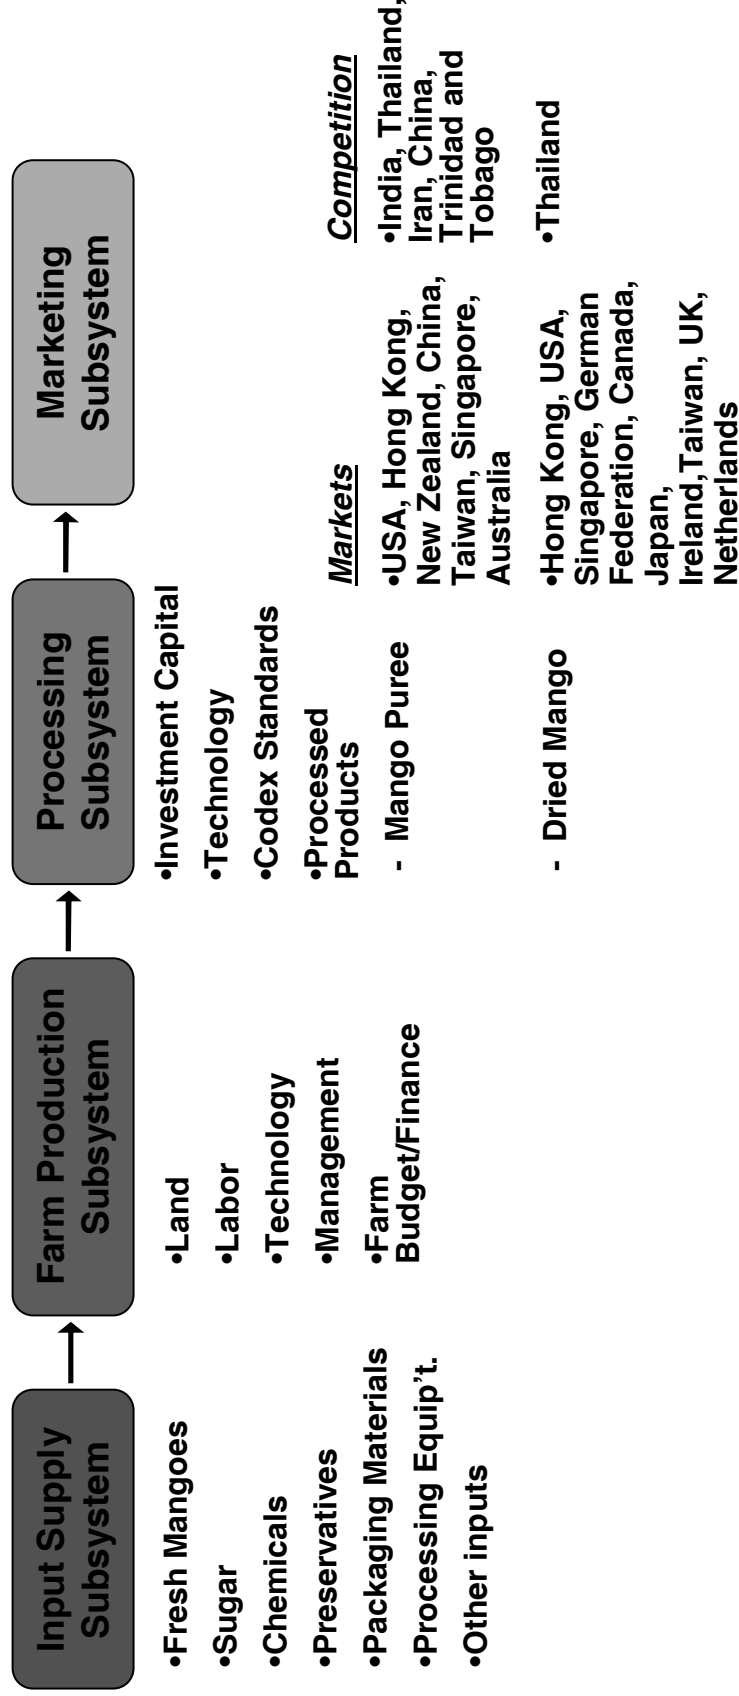 Input Supply
Subsystem
•Fresh Mangoes
•Sugar
•Chemicals
•Preservatives
•Packaging Materials
•Processing Equip’t.
•Other inputs
Farm Production
Subsystem
•Land
•Labor
•Technology
•Management
•Farm
Budget/Finance
Processing
Subsystem
•Investment Capital
•Technology
•Codex Standards
•Processed
Products
- Mango Puree
- Dried Mango
Marketing
Subsystem
Markets
•USA, Hong Kong,
New Zealand, China,
Taiwan, Singapore,
Australia
•Hong Kong, USA,
Singapore, German
Federation, Canada,
Japan,
Ireland,Taiwan, UK,
Netherlands
Competition
•India, Thailand,
Iran, China,
Trinidad and
Tobago
•Thailand